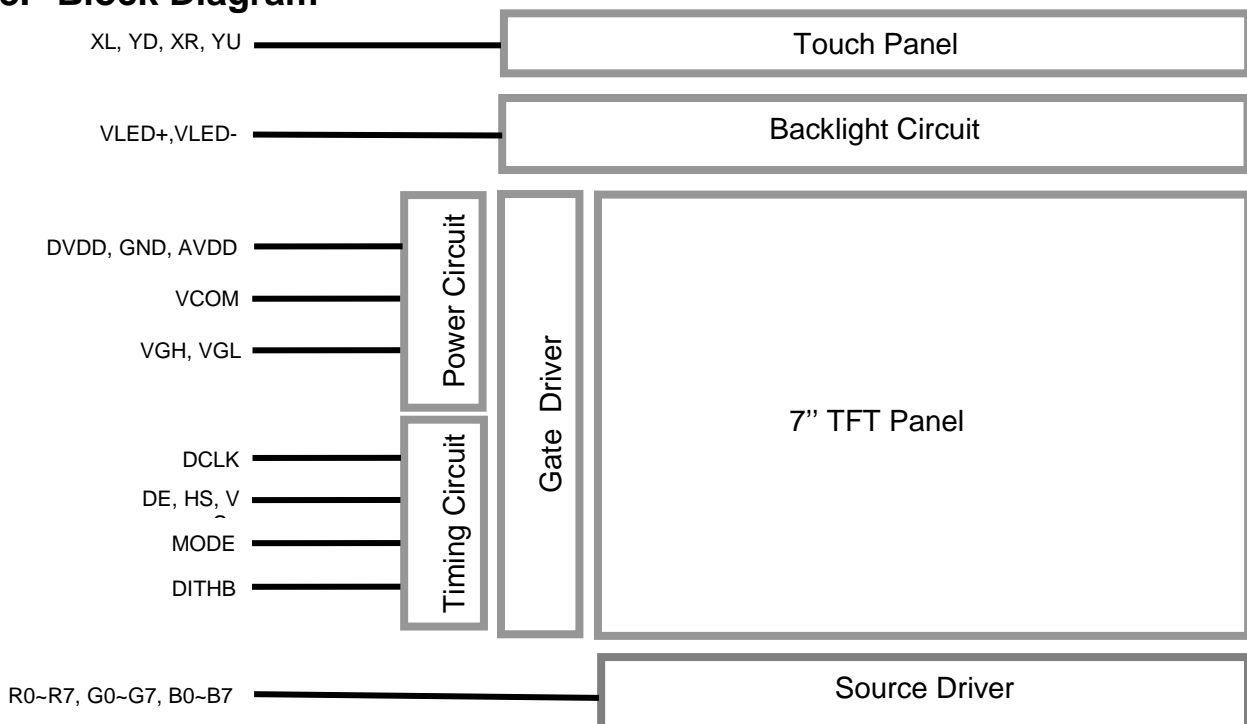 Block Diagram
XL, YD, XR, YU
Touch Panel
VLED+,VLED-
Backlight Circuit
DVDD, GND, AVDD
VCOM
VGH, VGL
Power Circuit
DCLK
DE, HS, V
MODE
DITHB
Timing Circuit
Gate Driver
7’’ TFT Panel
R0~R7, G0~G7, B0~B7
Source Driver